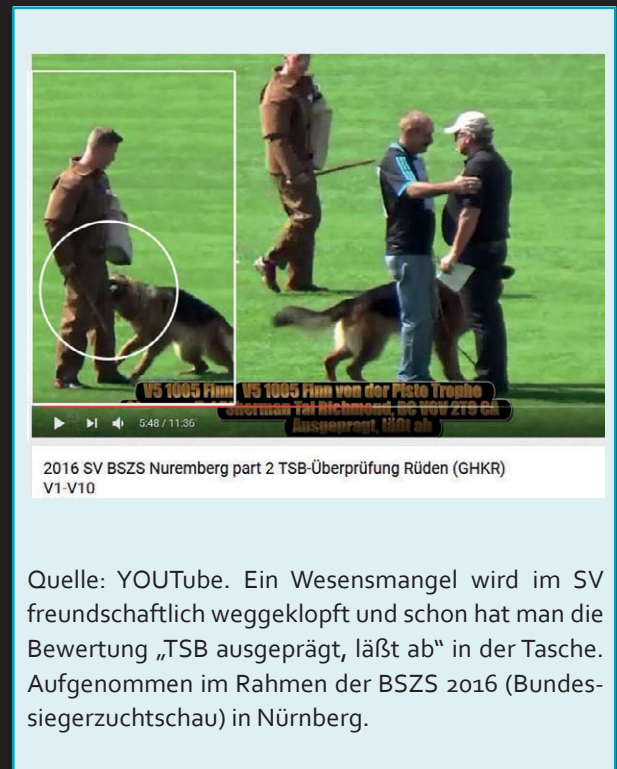 V5 1005 Finn V5 1005 Finn von der Piste Trophe
Sherman Tal Richmond, BC V6V 2T9 CA
Ausgeprägt, läßt ab
5:48 / 11:36
2016 SV BSZS Nuremberg part 2 TSB-Überprüfung Rüden (GHKR)
V1-V10
Quelle: YOUTube. Ein Wesensmangel wird im SV
freundschaftlich weggeklopft und schon hat man die
Bewertung „TSB ausgeprägt, läßt ab“ in der Tasche.
Aufgenommen im Rahmen der BSZS 2016 (Bundes-
siegerzuchtschau) in Nürnberg.